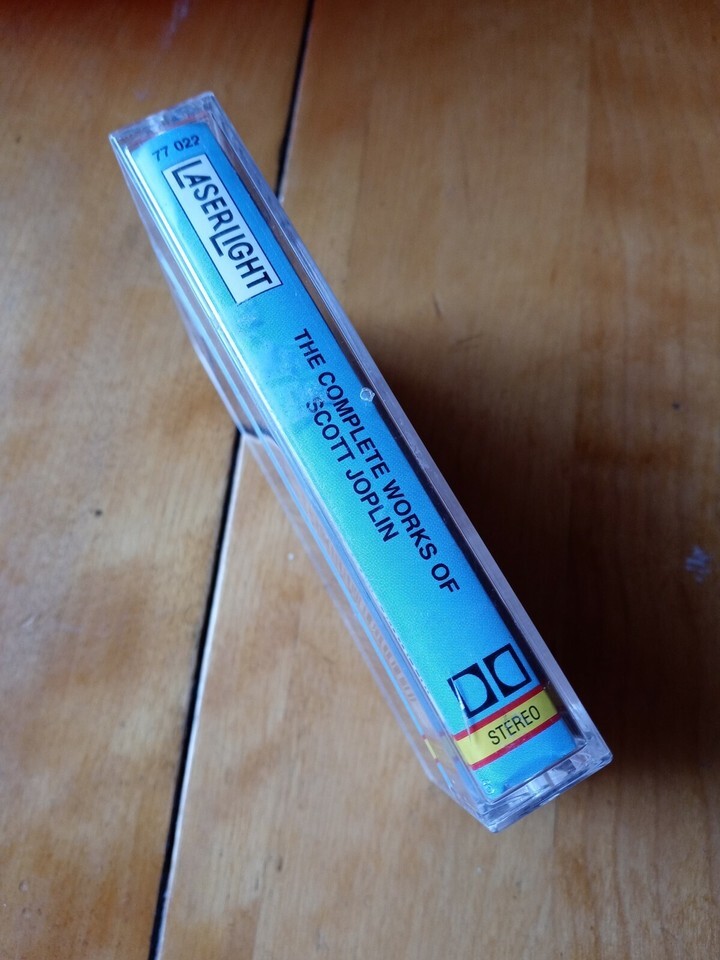 77 022
LASERLIGHT
THE COMPLETE WORKS OF
SCOTT JOPLIN
STEREO